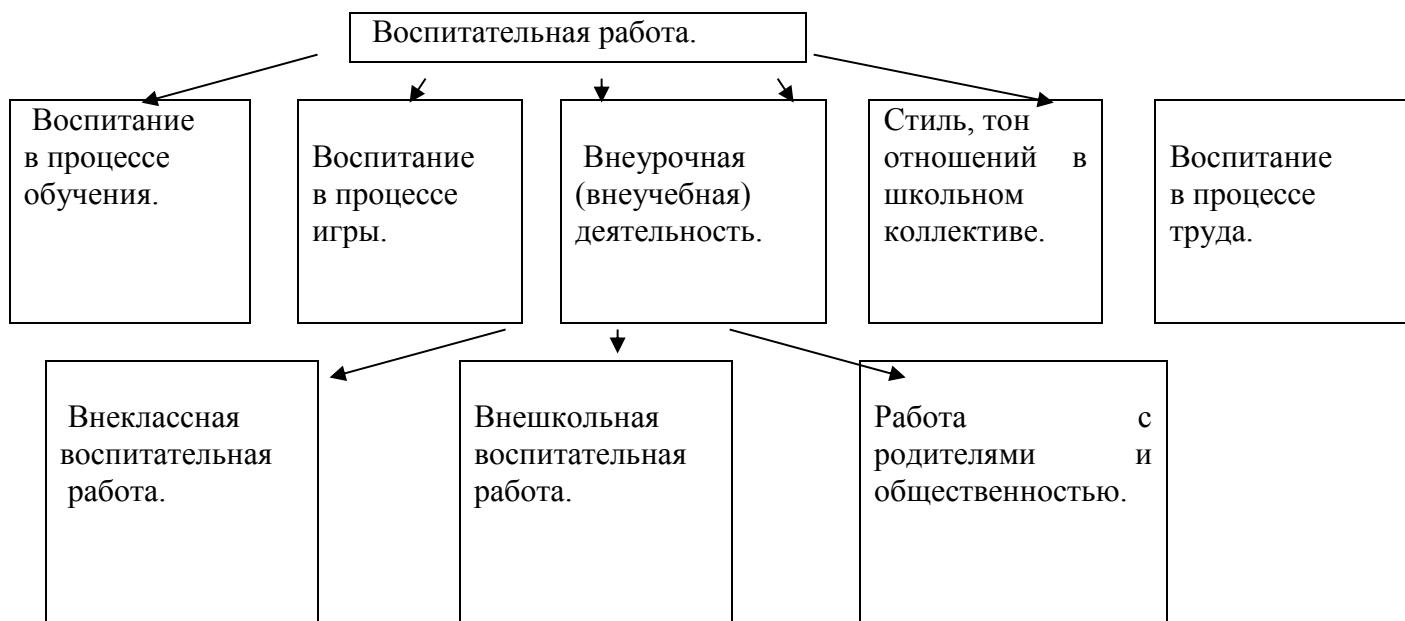 Воспитательная работа.
Воспитание
в процессе
обучения.
Воспитание
в процессе
игры.
Внеурочная
(внеучебная)
деятельность.
Стиль, тон
отношений в
школьном
коллективе.
Воспитание
в процессе
труда.
Внеклассная
воспитательная
работа.
Внешкольная
воспитательная
работа.
Работа с
родителями и
общественностью.